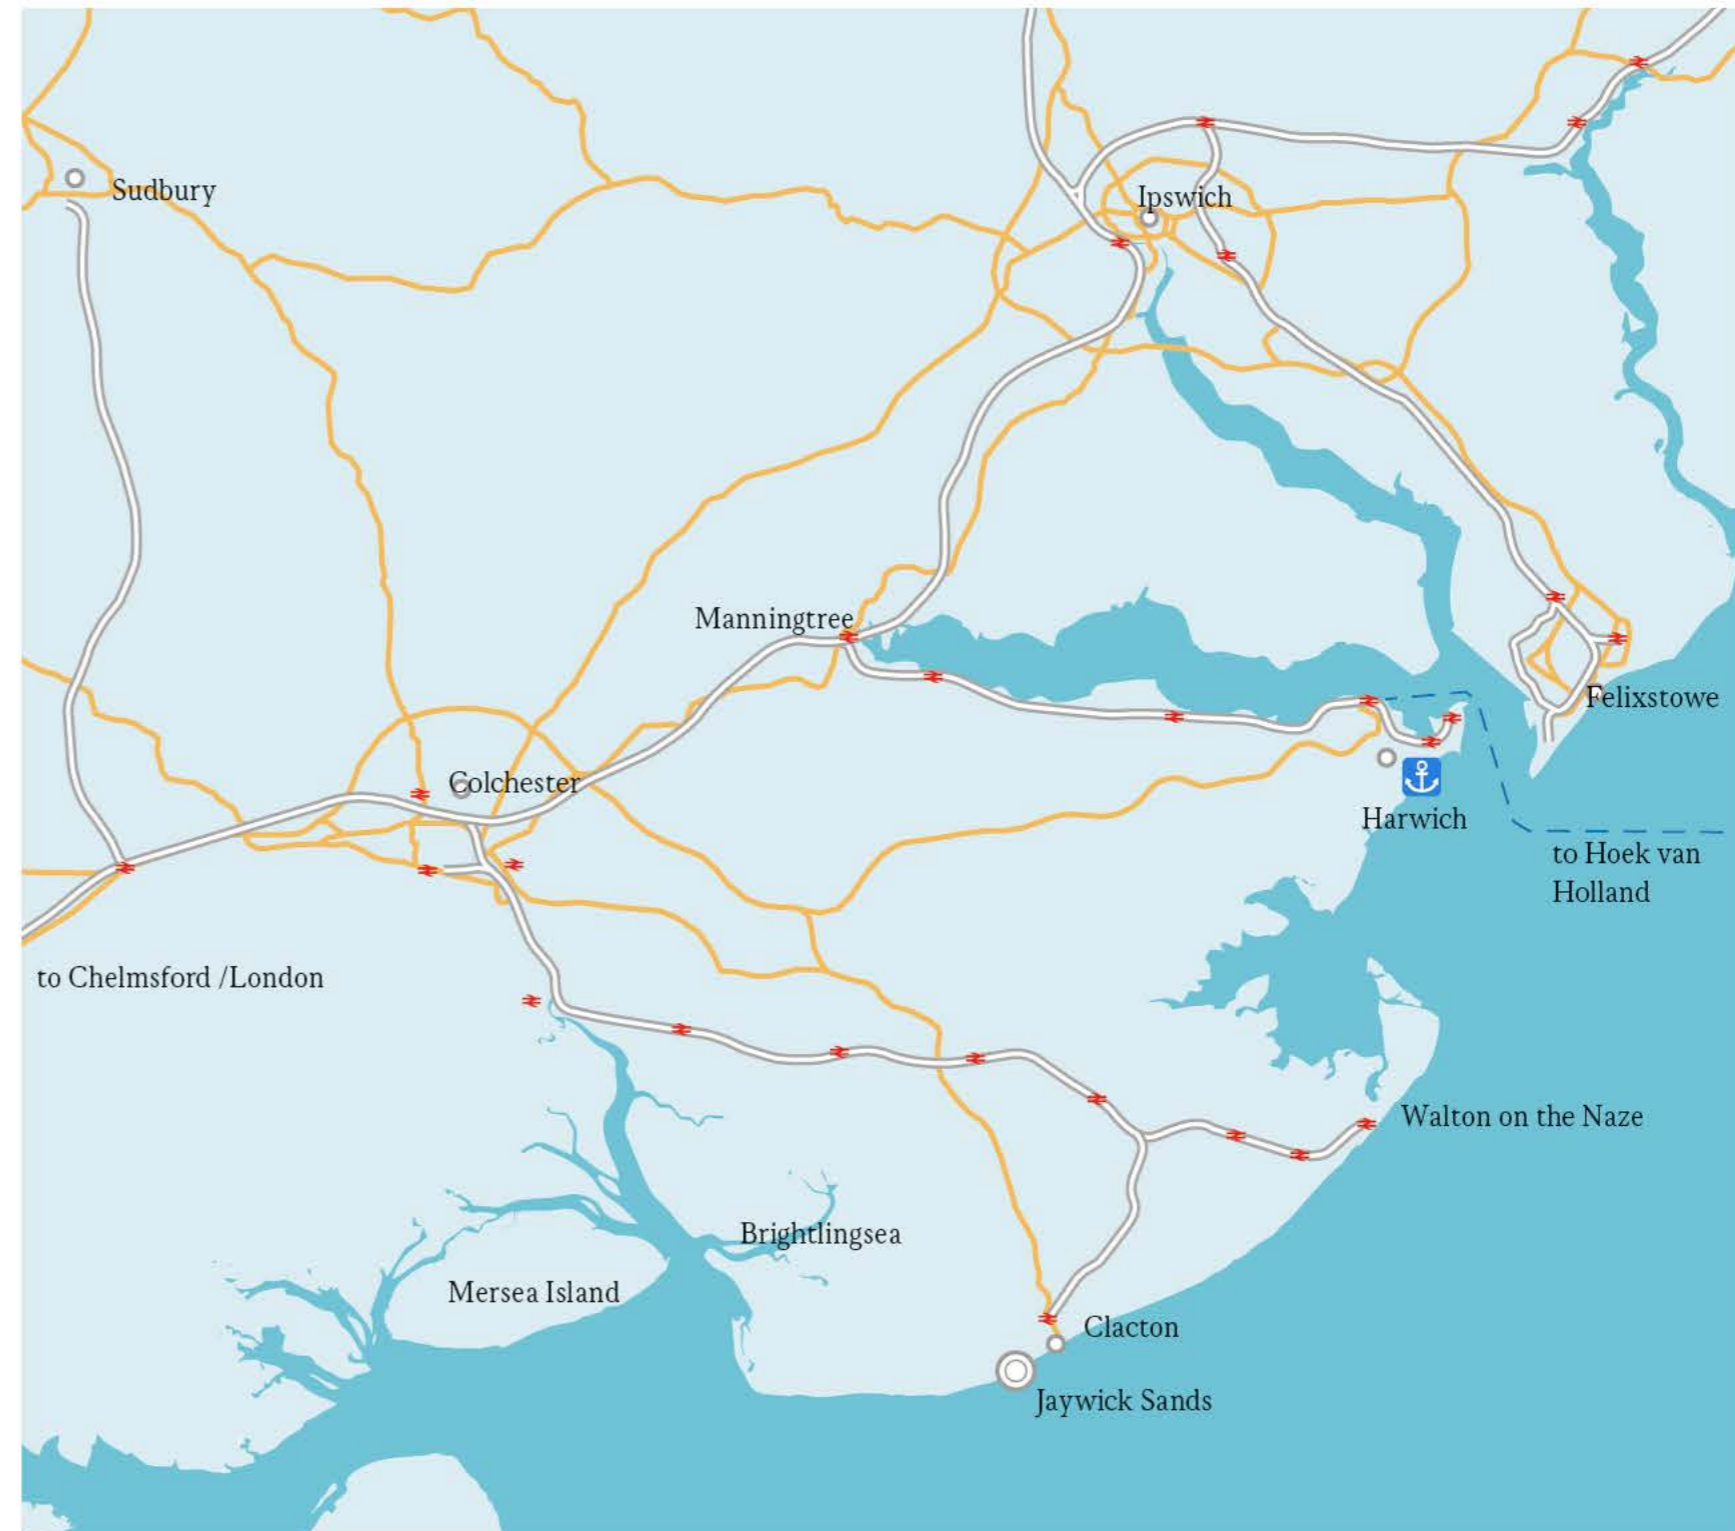 Sudbury
Ipswich
Manningtree
Felixstowe
Colchester
Harwich
to Hoek van
Holland
to Chelmsford /London
Walton on the Naze
Brightlingsea
Mersea Island
Clacton
Jaywick Sands